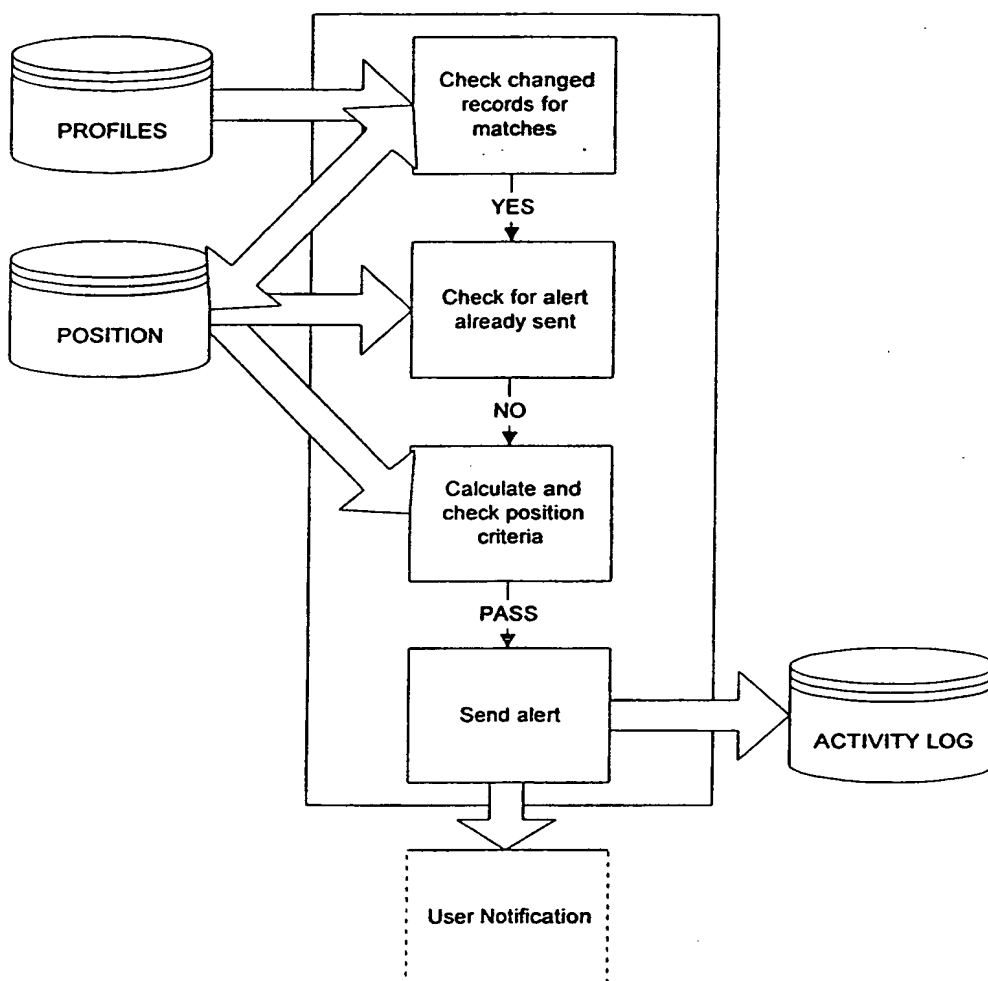 PROFILES
Check changed
records for
matches
YES
POSITION
Check for alert
already sent
NO
Calculate and
check position
criteria
PASS
Send alert
ACTIVITY LOG
User Notification